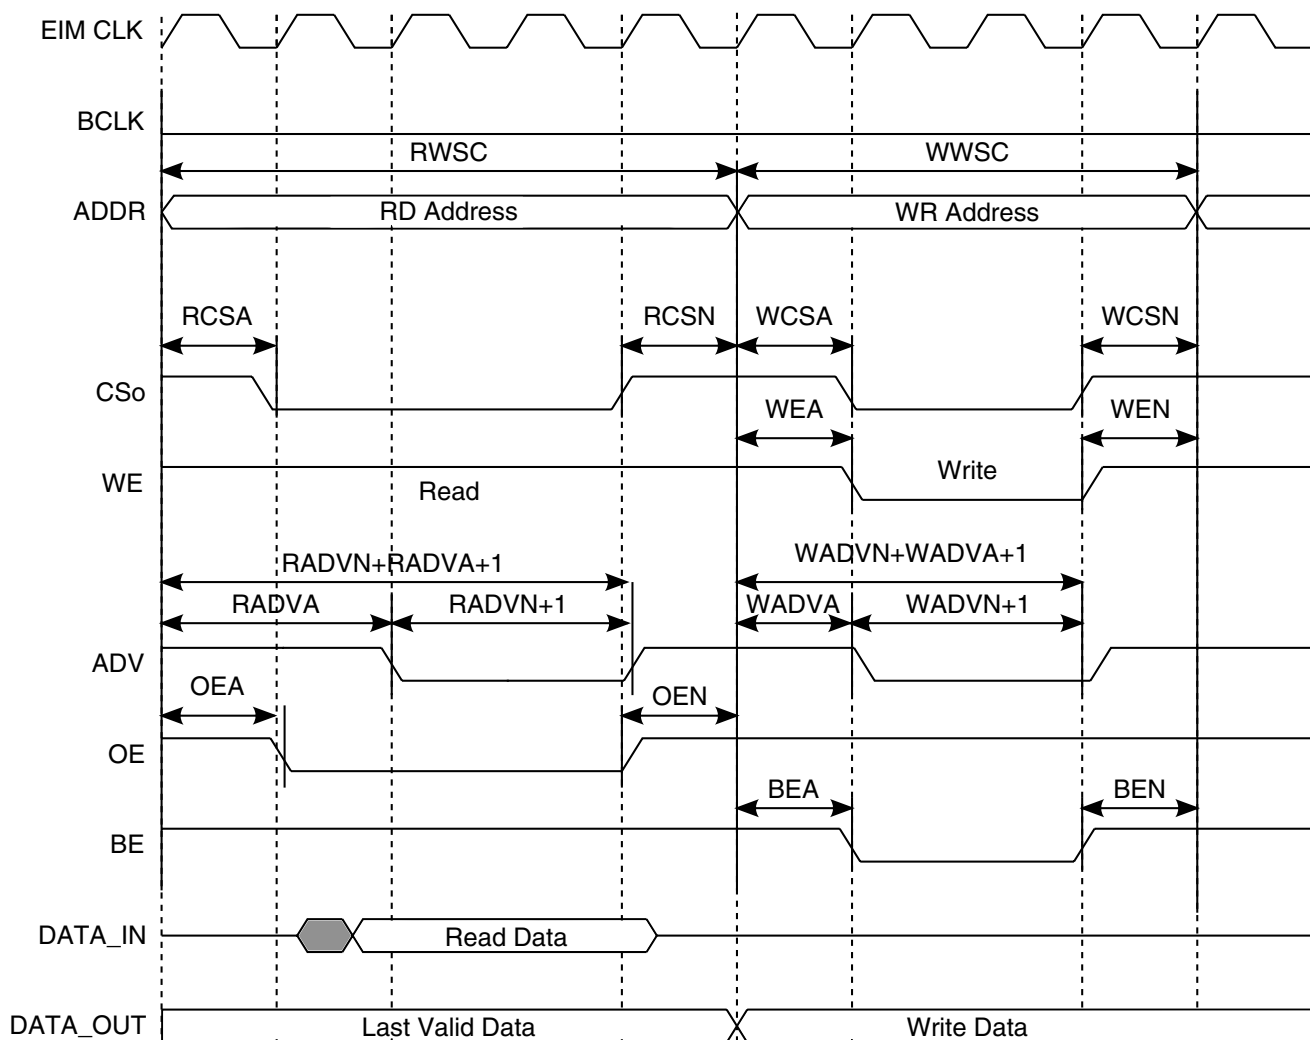 EIM CLK
BCLK
RWSC WWSC
ADDR RD Address WR Address
RCSA RCSN WCSA WCSN
CSo
WEA WEN
WE Read Write
RADVN+RADVA+1 WADVN+WADVA+1
RADVA RADVN+1 WADVA WADVN+1
ADV
OEA OEN
OE
BEA BEN
BE
DATA_IN Read Data
DATA_OUT Last Valid Data Write Data